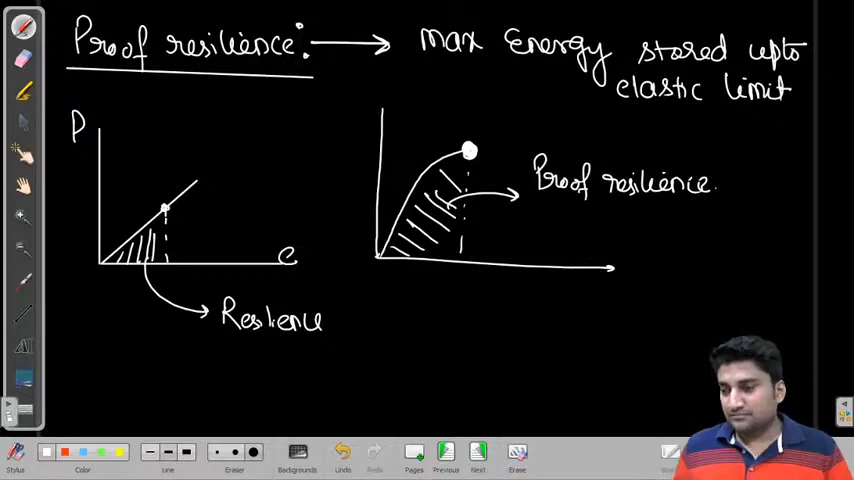 Proof resilience: → max Energy stored upto
elastic limit
P
Proof resilience.
e
Resilience
Stylus
Color
Line
Eraser
Backgrounds
Undo
Redo
Pages
Previous
Next
Erase